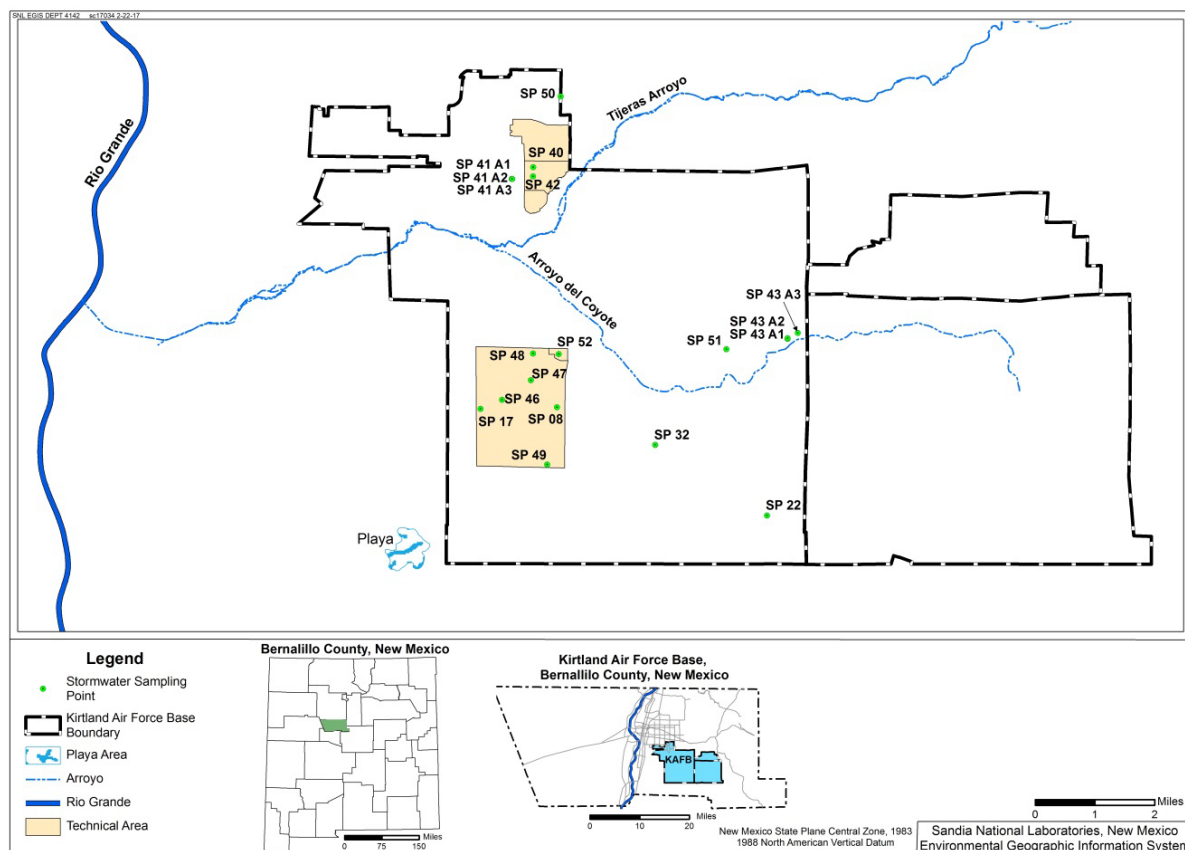 SNL EGIS DEPT 4142 sc17034 2-22-17
SP 50
Tijeras Arroyo
Rio Grande
SP 40
SP 41 A1
SP 41 A2
SP 41 A3
SP 42
Arroyo del Coyote
SP 43 A3
SP 43 A2
SP 43 A1
SP 51
SP 48
SP 52
SP 47
SP 46
SP 17
SP 08
SP 32
SP 49
SP 22
Playa
Legend
Stormwater Sampling
Point
Kirtland Air Force Base
Boundary
Playa Area
Arroyo
Rio Grande
Technical Area
Bernalillo County, New Mexico
Miles
0 75 150
Kirtland Air Force Base,
Bernallilo County, New Mexico
KAFB
Miles
0 10 20
Miles
0 1 2
New Mexico State Plane Central Zone, 1983
1988 North American Vertical Datum
Sandia National Laboratories, New Mexico
Environmental Geographic Information System